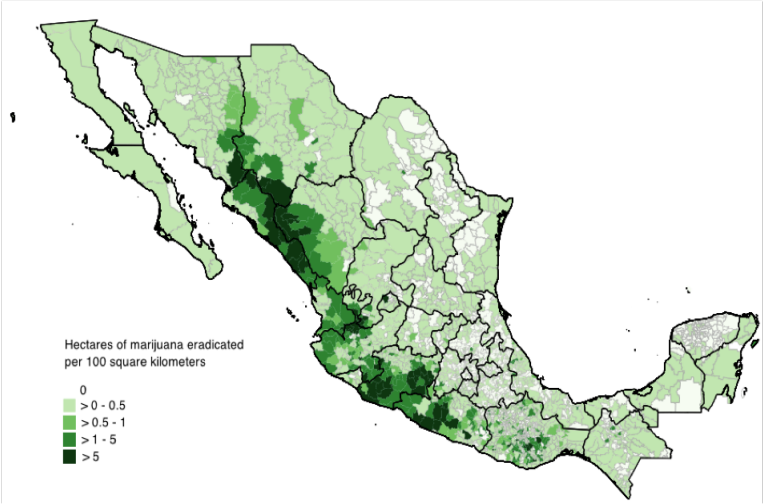 Hectares of marijuana eradicated
per 100 square kilometers
0
>0 - 0.5
>0.5 - 1
>1 - 5
>5